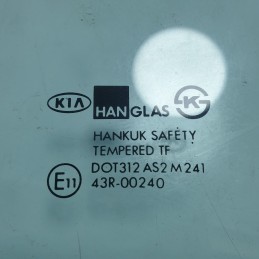 KIA HANGLAS
HANKUK SAFETY
TEMPERED TF
DOT312 AS2 M241
E11 43R-00240